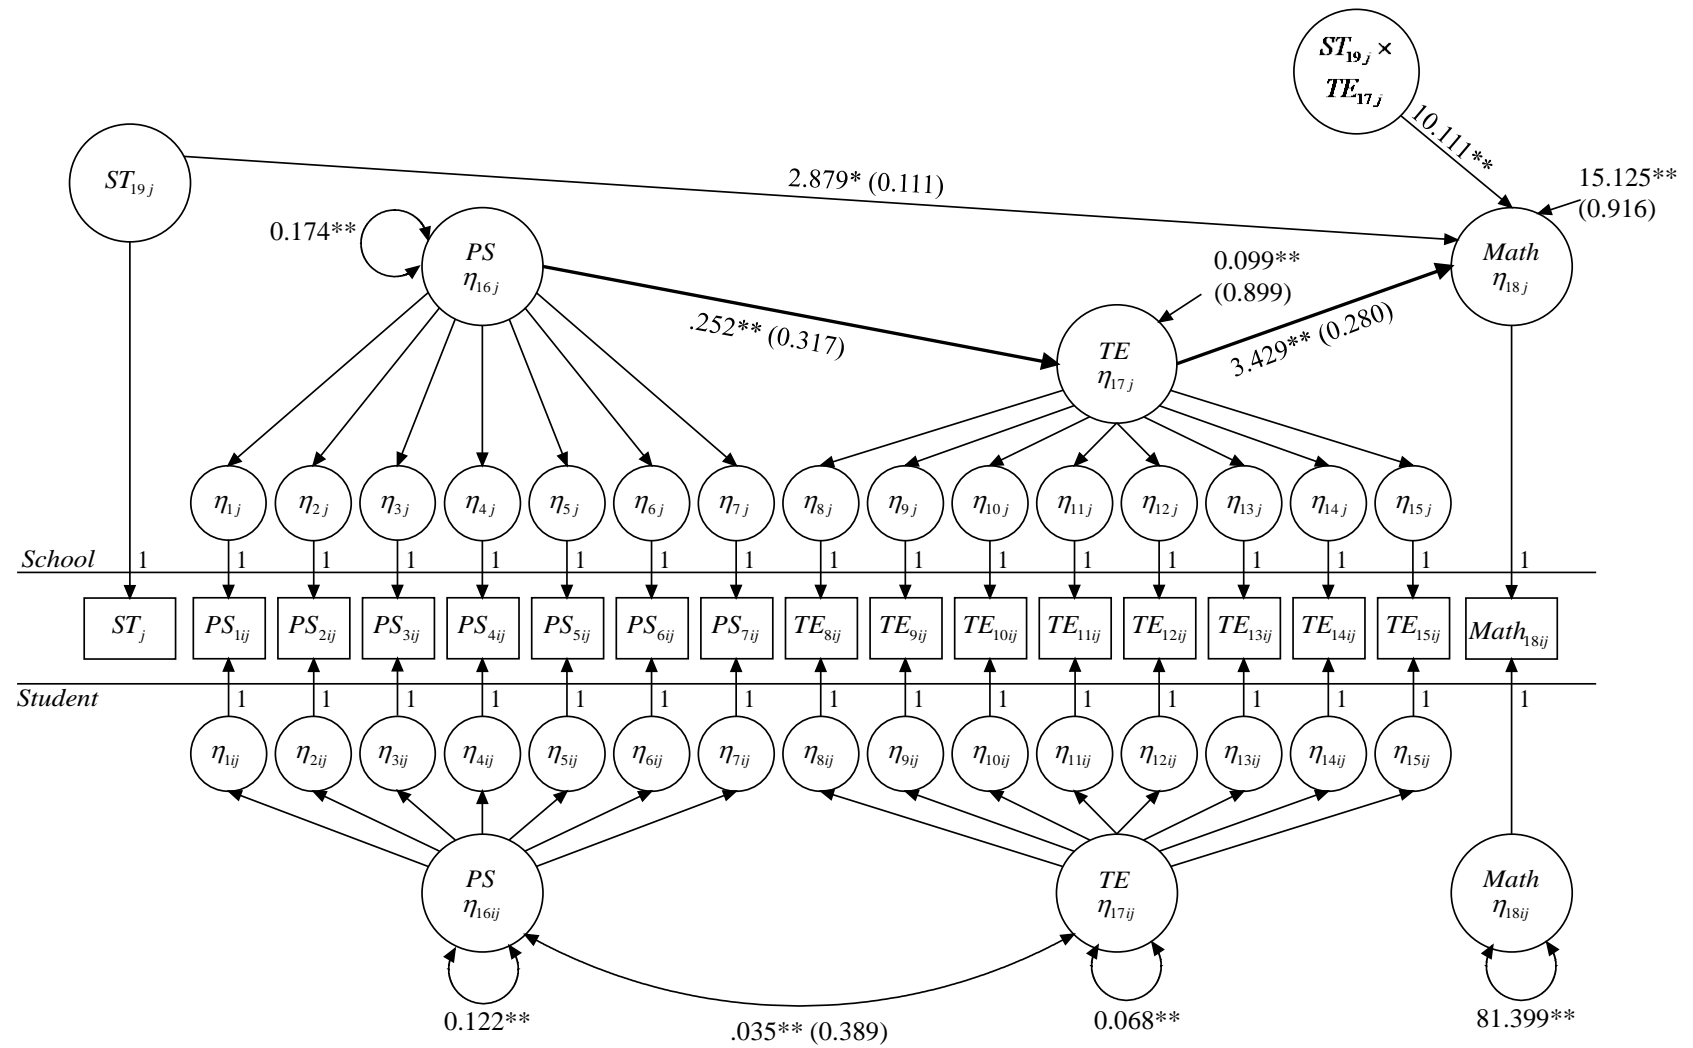 ST19j ×
TE17j
10.111**
ST19j
2.879* (0.111)
15.125**
(0.916)
0.174**
PS
η16j
Math
η18j
0.099**
(0.899)
.252** (0.317)
3.429** (0.280)
TE
η17j
η1j η2j η3j η4j η5j η6j η7j η8j η9j η10j η11j η12j η13j η14j η15j
School 1 1 1 1 1 1 1 1 1 1 1 1 1 1 1 1 1
STj PS1ij PS2ij PS3ij PS4ij PS5ij PS6ij PS7ij TE8ij TE9ij TE10ij TE11ij TE12ij TE13ij TE14ij TE15ij Math18ij
Student 1 1 1 1 1 1 1 1 1 1 1 1 1 1 1 1
η1ij η2ij η3ij η4ij η5ij η6ij η7ij η8ij η9ij η10ij η11ij η12ij η13ij η14ij η15ij
PS
η16ij
TE
η17ij
Math
η18ij
0.122**
.035** (0.389)
0.068**
81.399**